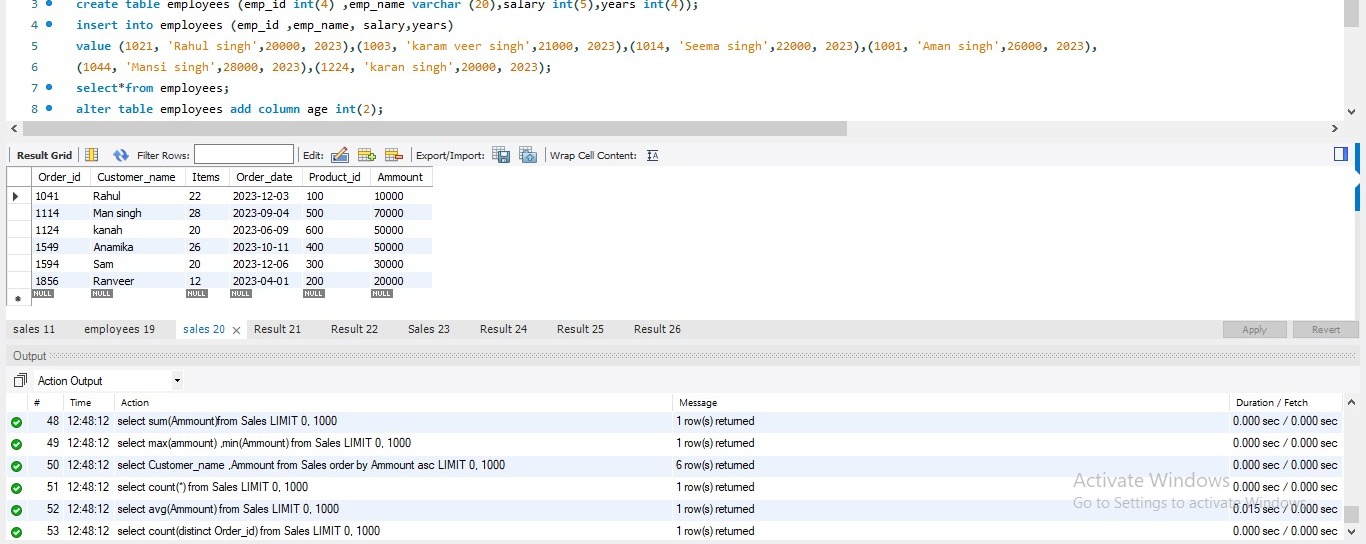 3 create table employees (emp_id int(4) ,emp_name varchar (20),salary int(5),years int(4));
4 insert into employees (emp_id ,emp_name, salary,years)
5 value (1021, 'Rahul singh',20000, 2023),(1003, 'karam veer singh',21000, 2023),(1014, 'Seema singh',22000, 2023),(1001, 'Aman singh',26000, 2023),
6 (1044, 'Mansi singh',28000, 2023),(1224, 'karan singh',20000, 2023);
7 select*from employees;
8 alter table employees add column age int(2);
Result Grid Filter Rows: Edit: Export/Import: Wrap Cell Content: IA
Order_id Customer_name Items Order_date Product_id Ammount
1041 Rahul 22 2023-12-03 100 10000
1114 Man singh 28 2023-09-04 500 70000
1124 kanah 20 2023-06-09 600 50000
1549 Anamika 26 2023-10-11 400 50000
1594 Sam 20 2023-12-06 300 30000
1856 Ranveer 12 2023-04-01 200 20000
NULL NULL NULL NULL NULL NULL
sales 11 employees 19 sales 20 Result 21 Result 22 Sales 23 Result 24 Result 25 Result 26 Apply Revert
Output
Action Output
# Time Action Message Duration / Fetch
48 12:48:12 select sum(Ammount)from Sales LIMIT 0, 1000 1 row(s) returned 0.000 sec / 0.000 sec
49 12:48:12 select max(ammount) ,min(Ammount) from Sales LIMIT 0, 1000 1 row(s) returned 0.000 sec / 0.000 sec
50 12:48:12 select Customer_name ,Ammount from Sales order by Ammount asc LIMIT 0, 1000 6 row(s) returned 0.000 sec / 0.000 sec
Activate Windows
51 12:48:12 select count(*) from Sales LIMIT 0, 1000 1 row(s) returned 0.000 sec / 0.000 sec
Go to Settings to activate Windows.
52 12:48:12 select avg(Ammount) from Sales LIMIT 0, 1000 1 row(s) returned 0.015 sec / 0.000 sec
53 12:48:12 select count(distinct Order_id) from Sales LIMIT 0, 1000 1 row(s) returned 0.000 sec / 0.000 sec